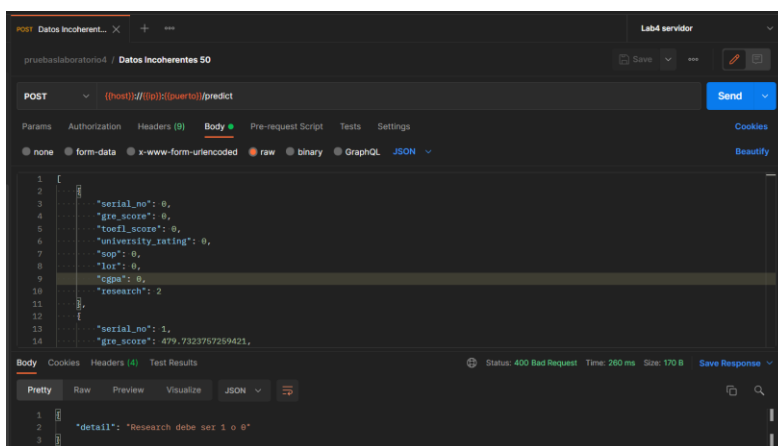 POST Datos Incoherent...
Lab4 servidor
pruebaslaboratorio4 / Datos Incoherentes 50
Save
POST {{host}}://{{ip}}:{{puerto}}/predict
Send
Params Authorization Headers (9) Body Pre-request Script Tests Settings Cookies
none form-data x-www-form-urlencoded raw binary GraphQL JSON Beautify
1 [
2 {
3 "serial_no": 0,
4 "gre_score": 0,
5 "toefl_score": 0,
6 "university_rating": 0,
7 "sop": 0,
8 "lor": 0,
9 "cgpa": 0,
10 "research": 2
11 },
12 {
13 "serial_no": 1,
14 "gre_score": 479.7323757259421,
Body Cookies Headers (4) Test Results Status: 400 Bad Request Time: 260 ms Size: 170 B Save Response
Pretty Raw Preview Visualize JSON
1 {
2 "detail": "Research debe ser 1 o 0"
3 }